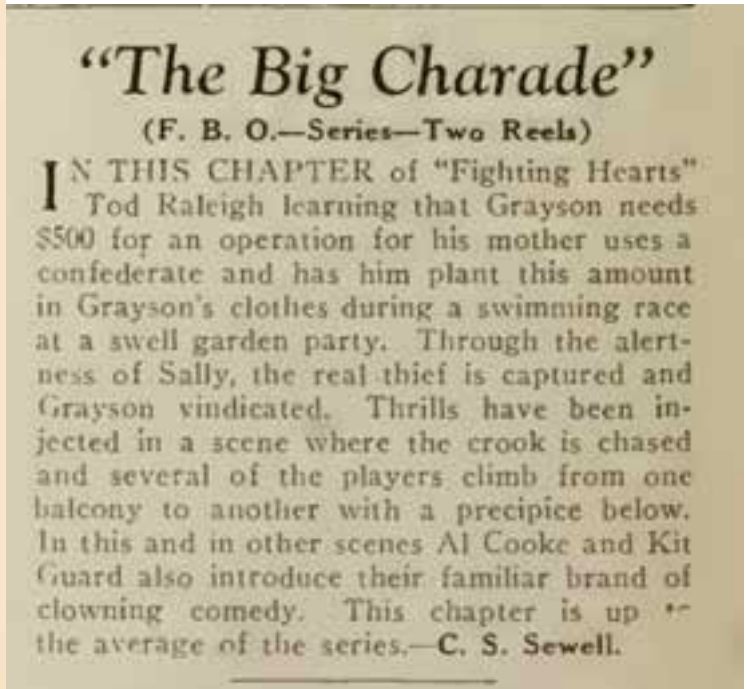 "The Big Charade"
(F. B. O.—Series—Two Reels)
IN THIS CHAPTER of "Fighting Hearts"
Tod Raleigh learning that Grayson needs
$500 for an operation for his mother uses a
confederate and has him plant this amount
in Grayson's clothes during a swimming race
at a swell garden party. Through the alert-
ness of Sally, the real thief is captured and
Grayson vindicated. Thrills have been in-
jected in a scene where the crook is chased
and several of the players climb from one
balcony to another with a precipice below.
In this and in other scenes Al Cooke and Kit
Guard also introduce their familiar brand of
clowning comedy. This chapter is up
the average of the series.—C. S. Sewell.